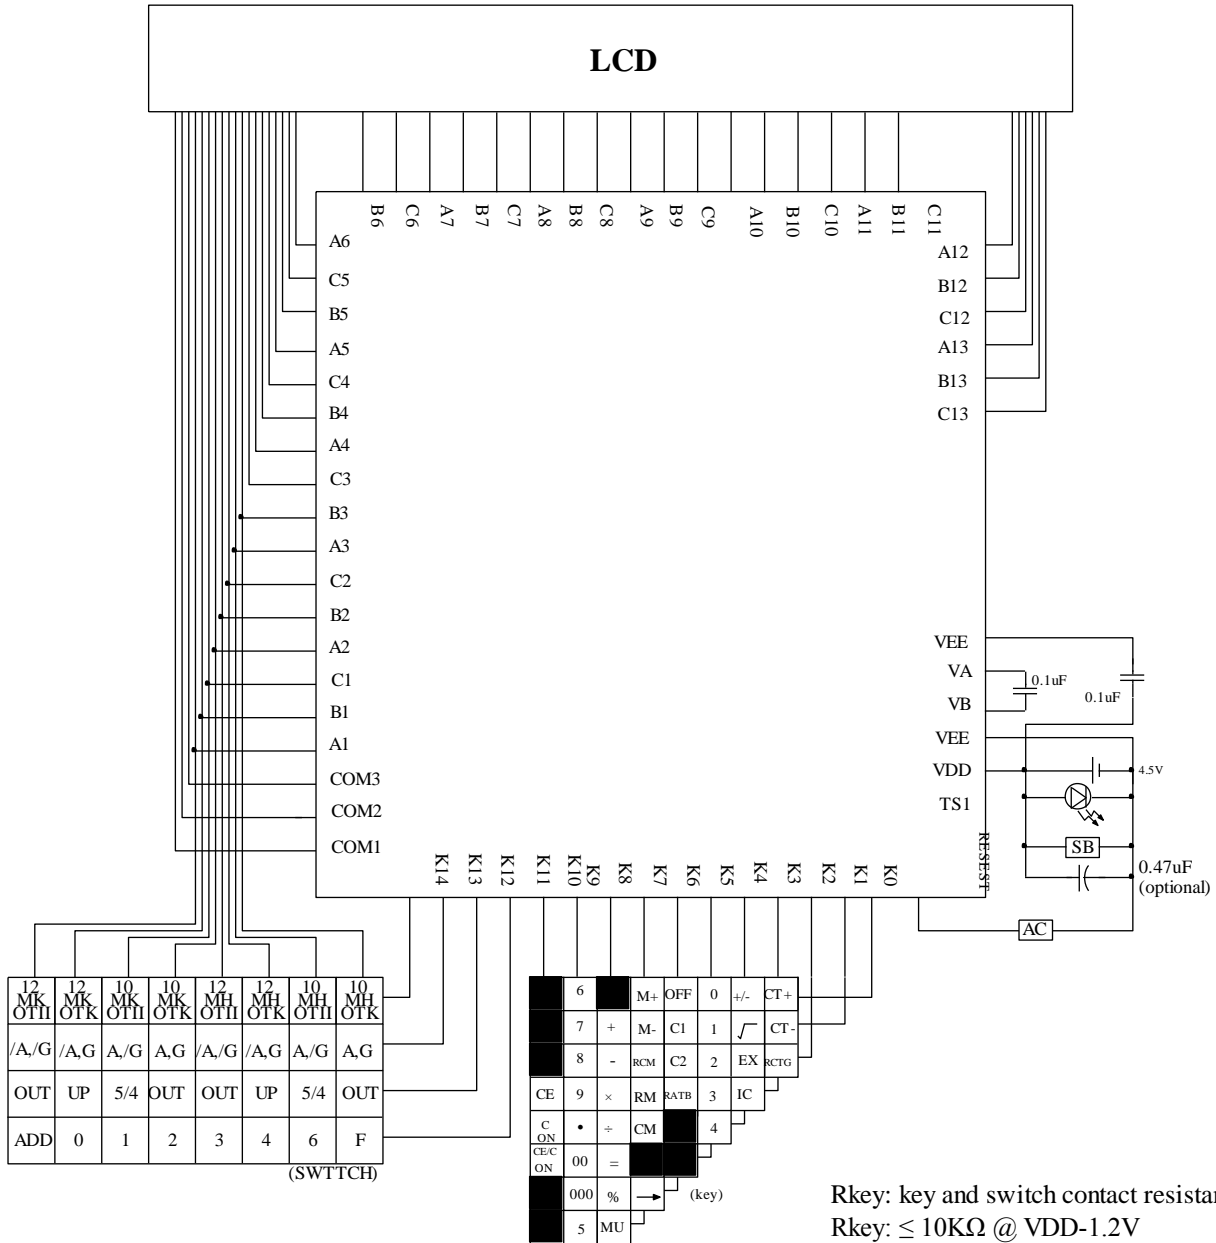 LCD
B6 C6 A7 B7 C7 A8 B8 C8 A9 B9 C9 A10 B10 C10 A11 B11 C11
A6
C5
B5
A5
C4
B4
A4
C3
B3
A3
C2
B2
A2
C1
B1
A1
COM3
COM2
COM1
A12
B12
C12
A13
B13
C13
VEE
VA
VB
VEE
VDD
TS1
RESEST
0.1uF
0.1uF
4.5V
SB
0.47uF
(optional)
AC
K14 K13 K12 K11 K10 K9 K8 K7 K6 K5 K4 K3 K2 K1 K0
12 12 10 10 12 12 10 10
MK MK MK MK MH MH MH MH
OTII OTK OTII OTK OTII OTK OTII OTK
/A,/G /A,G A,/G A,G /A,/G /A,G A,/G A,G
OUT UP 5/4 OUT OUT UP 5/4 OUT
ADD 0 1 2 3 4 6 F
(SWTTCH)
6 M+ OFF 0 +/- CT+
7 + M- C1 1 √ CT-
8 - RCM C2 2 EX RCTG
CE 9 × RM RATB 3 IC
C ON • ÷ CM 4
CE/C ON 00 =
000 % → (key)
5 MU
Rkey: key and switch contact resistan
Rkey: ≤ 10KΩ @ VDD-1.2V